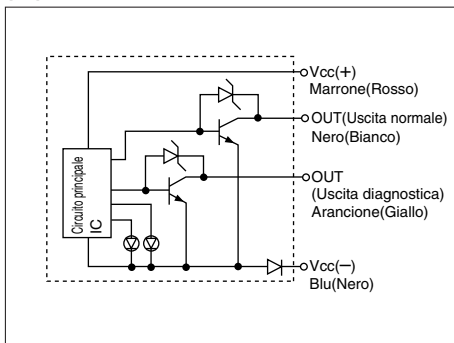 Vcc(+)
Marrone(Rosso)
OUT(Uscita normale)
Nero(Bianco)
OUT
(Uscita diagnostica)
Arancione(Giallo)
Circuito principale
IC
Vcc(—)
Blu(Nero)